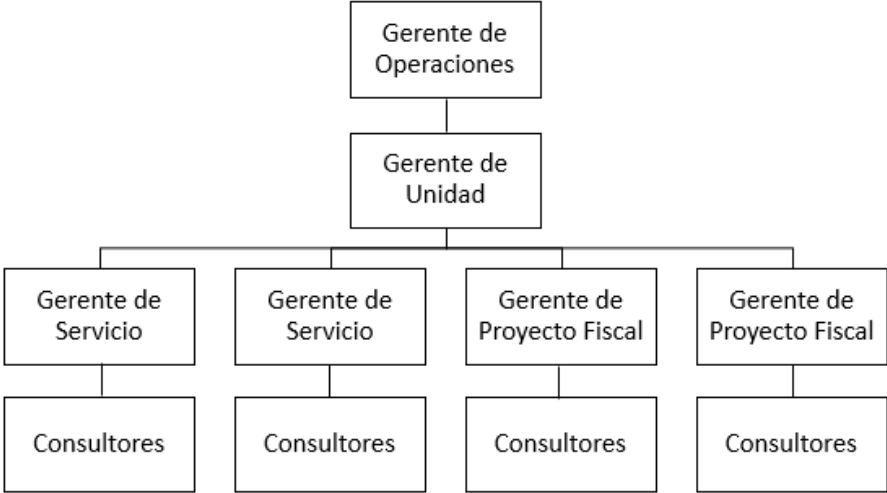 Gerente de
Operaciones
Gerente de
Unidad
Gerente de
Servicio
Gerente de
Servicio
Gerente de
Proyecto Fiscal
Gerente de
Proyecto Fiscal
Consultores
Consultores
Consultores
Consultores